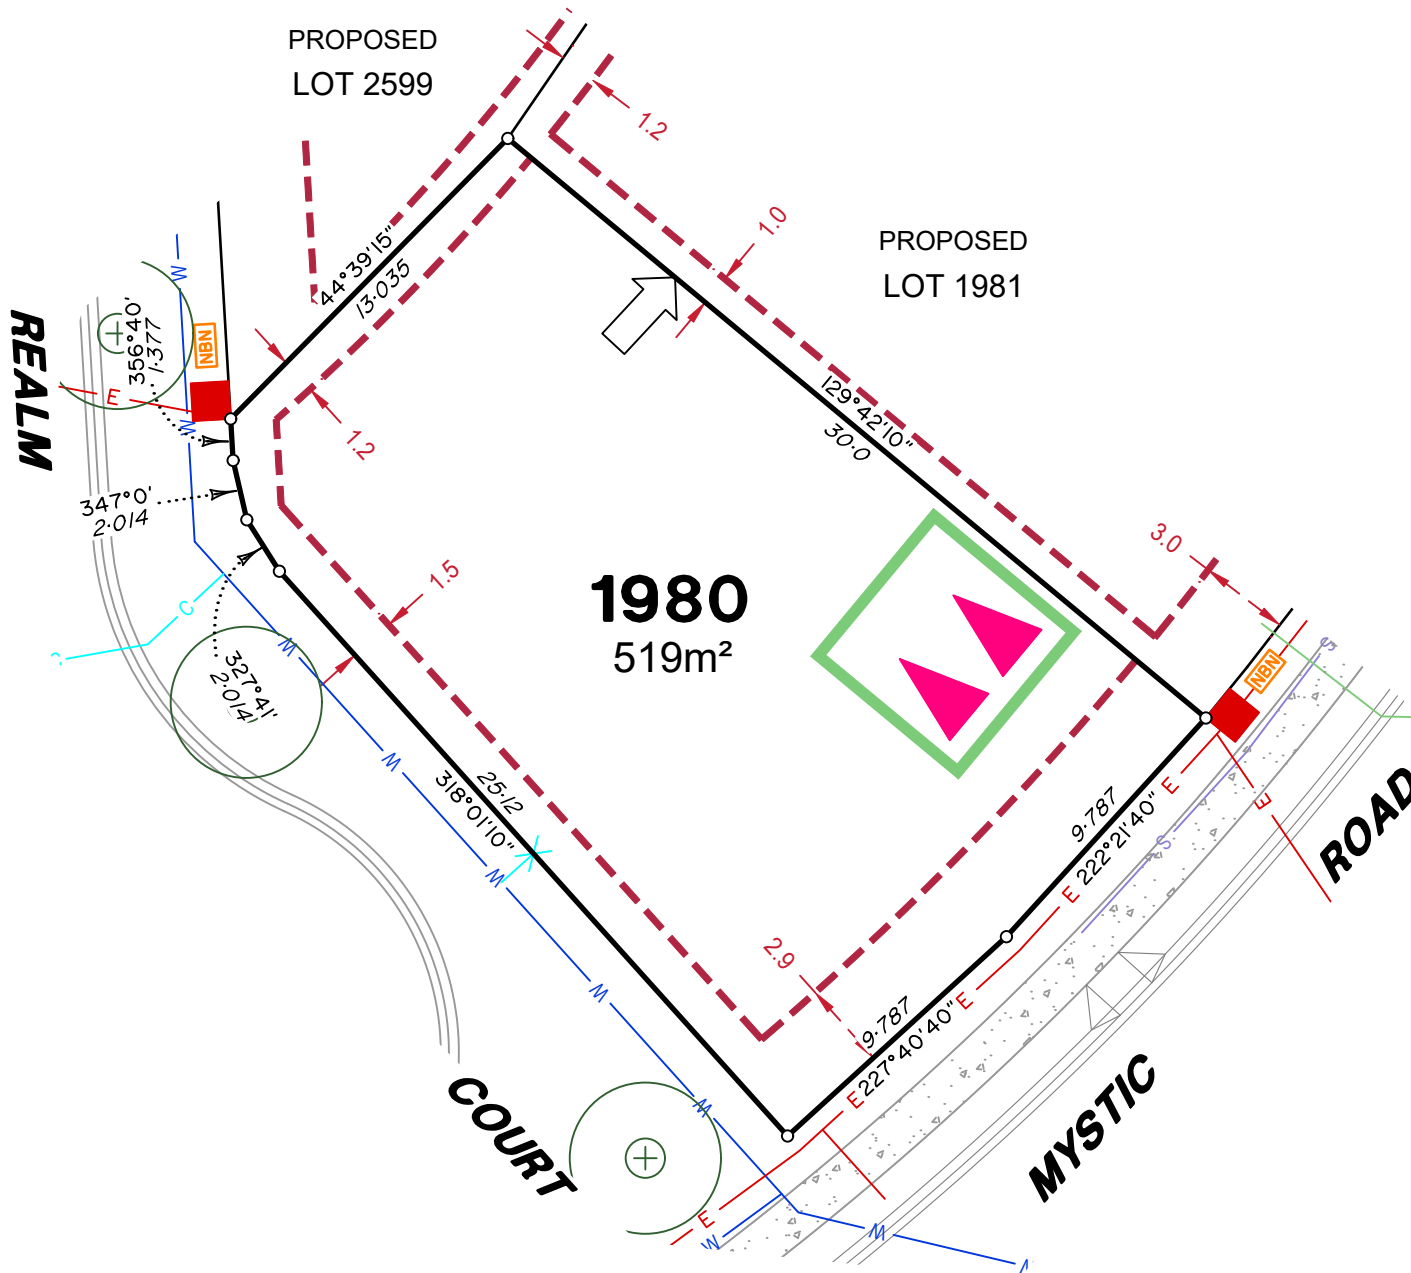 PROPOSED
LOT 2599
1.2
1.0
PROPOSED
LOT 1981
44°39'15"
13·035
REALM
356°40'
1·377
NBN
W
E
W
1.2
129°42'10"
30·0
347°0'
2·014
3.0
1.5
1980
519m²
C
W
327°41'
2·014
NBN
S
W
25·12
318°01'10"
E
E
ROAD
9·787
222°21'40"
S
W
E
2.9
W
9·787
227°40'40"
E
E
COURT
MYSTIC
W
E
W
W